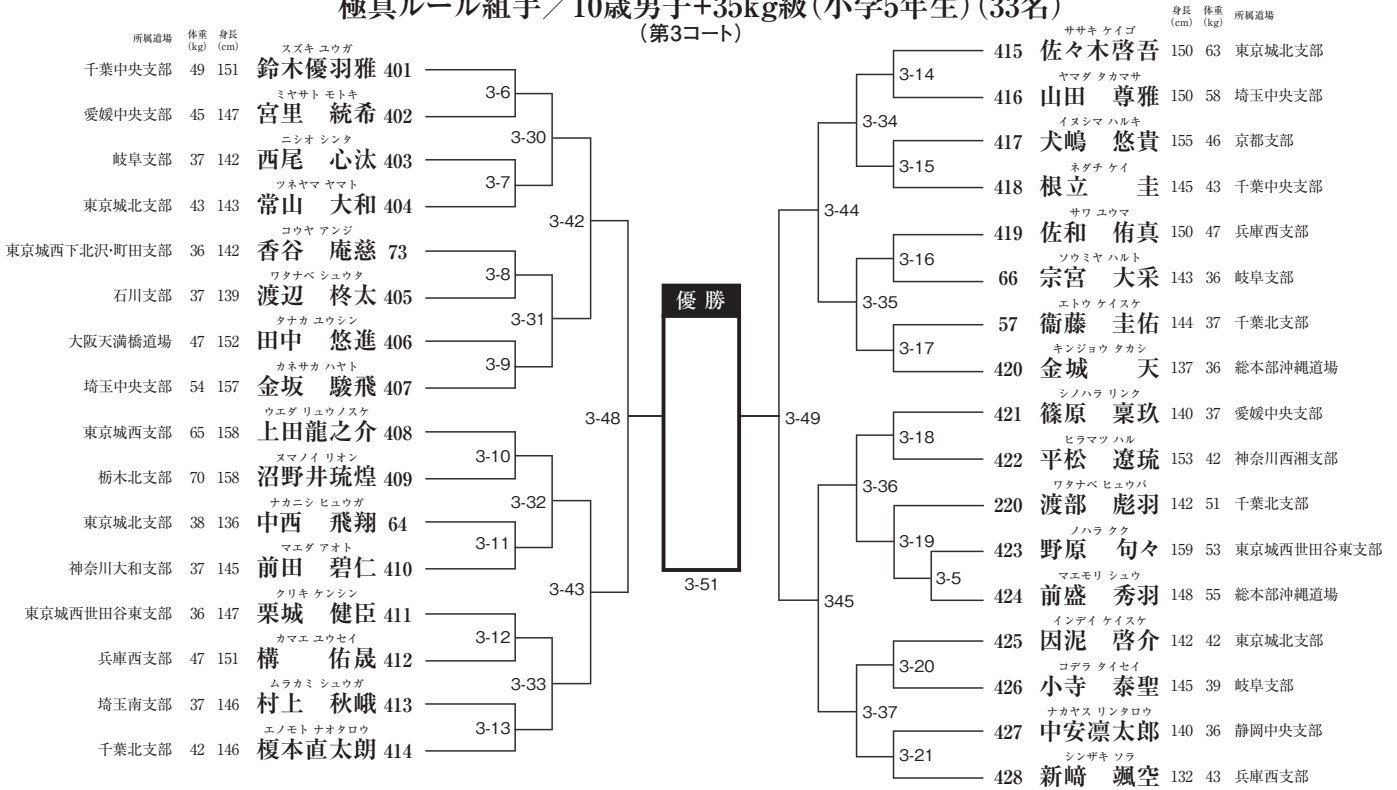 極真ルール組手／10歳男子+35kg級(小学5年生)(33名)
(第3コート)
所属道場 体重(kg) 身長(cm)
スズキ ユウガ
千葉中央支部 49 151 鈴木優羽雅 401
ミヤサト モトキ
愛媛中央支部 45 147 宮里 統希 402
ニシオ シンタ
岐阜支部 37 142 西尾 心汰 403
ツネヤマ ヤマト
東京城北支部 43 143 常山 大和 404
コウヤ アンジ
東京城西下北沢・町田支部 36 142 香谷 庵慈 73
ワタナベ シュウタ
石川支部 37 139 渡辺 柊太 405
タナカ ユウシン
大阪天満橋道場 47 152 田中 悠進 406
カネサカ ハヤト
埼玉中央支部 54 157 金坂 駿飛 407
ウエダ リュウノスケ
東京城西支部 65 158 上田龍之介 408
ヌマノイ リオン
栃木北支部 70 158 沼野井琉煌 409
ナカニシ ヒュウガ
東京城北支部 38 136 中西 飛翔 64
マエダ アオト
神奈川大和支部 37 145 前田 碧仁 410
クリキ ケンシン
東京城西世田谷東支部 36 147 栗城 健臣 411
カマエ ユウセイ
兵庫西支部 47 151 構 佑晟 412
ムラカミ シュウガ
埼玉南支部 37 146 村上 秋峨 413
エノモト ナオタロウ
千葉北支部 42 146 榎本直太朗 414
3-6
3-7
3-8
3-9
3-10
3-11
3-12
3-13
3-30
3-31
3-32
3-33
3-42
3-43
3-48
優勝
3-51
3-49
3-44
345
3-34
3-35
3-36
3-37
3-14
3-15
3-16
3-17
3-18
3-19
3-5
3-20
3-21
身長(cm) 体重(kg) 所属道場
ササキ ケイゴ
415 佐々木啓吾 150 63 東京城北支部
ヤマダ タカマサ
416 山田 尊雅 150 58 埼玉中央支部
イヌシマ ハルキ
417 犬嶋 悠貴 155 46 京都支部
ネダチ ケイ
418 根立 圭 145 43 千葉中央支部
サワ ユウマ
419 佐和 侑真 150 47 兵庫西支部
ソウミヤ ハルト
66 宗宮 大采 143 36 岐阜支部
エトウ ケイスケ
57 衞藤 圭佑 144 37 千葉北支部
キンジョウ タカシ
420 金城 天 137 36 総本部沖縄道場
シノハラ リンク
421 篠原 稟玖 140 37 愛媛中央支部
ヒラマツ ハル
422 平松 遼琉 153 42 神奈川西湘支部
ワタナベ ヒュウバ
220 渡部 彪羽 142 51 千葉北支部
ノハラ クク
423 野原 句々 159 53 東京城西世田谷東支部
マエモリ シュウ
424 前盛 秀羽 148 55 総本部沖縄道場
インデイ ケイスケ
425 因泥 啓介 142 42 東京城北支部
コデラ タイセイ
426 小寺 泰聖 145 39 岐阜支部
ナカヤス リンタロウ
427 中安凛太郎 140 36 静岡中央支部
シンザキ ソラ
428 新﨑 颯空 132 43 兵庫西支部